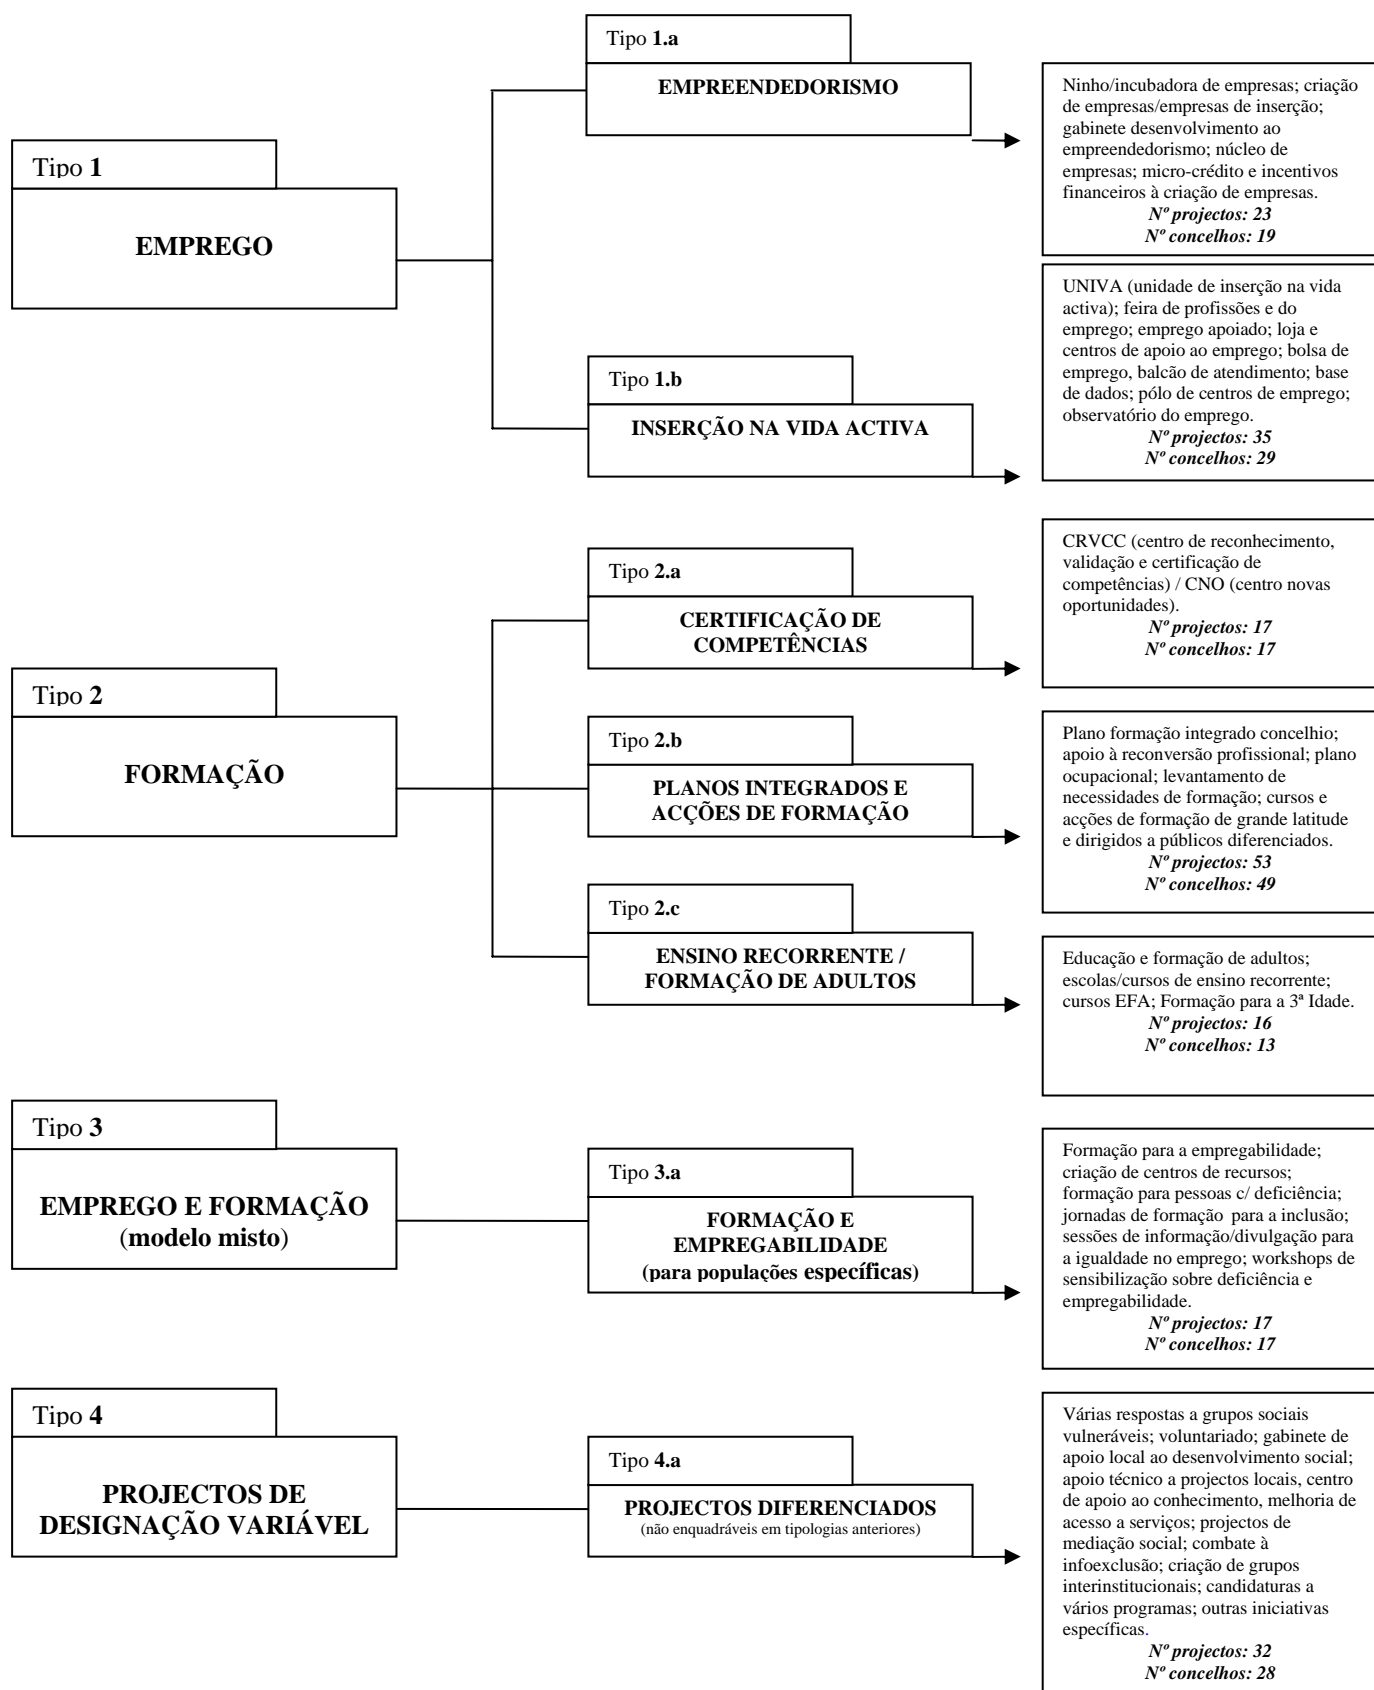 Tipo 1
EMPREGO
Tipo 1.a
EMPREENDEDORISMO
Ninho/incubadora de empresas; criação
de empresas/empresas de inserção;
gabinete desenvolvimento ao
empreendedorismo; núcleo de
empresas; micro-crédito e incentivos
financeiros à criação de empresas.
Nº projectos: 23
Nº concelhos: 19
Tipo 1.b
INSERÇÃO NA VIDA ACTIVA
UNIVA (unidade de inserção na vida
activa); feira de profissões e do
emprego; emprego apoiado; loja e
centros de apoio ao emprego; bolsa de
emprego, balcão de atendimento; base
de dados; pólo de centros de emprego;
observatório do emprego.
Nº projectos: 35
Nº concelhos: 29
Tipo 2
FORMAÇÃO
Tipo 2.a
CERTIFICAÇÃO DE
COMPETÊNCIAS
CRVCC (centro de reconhecimento,
validação e certificação de
competências) / CNO (centro novas
oportunidades).
Nº projectos: 17
Nº concelhos: 17
Tipo 2.b
PLANOS INTEGRADOS E
ACÇÕES DE FORMAÇÃO
Plano formação integrado concelhio;
apoio à reconversão profissional; plano
ocupacional; levantamento de
necessidades de formação; cursos e
acções de formação de grande latitude
e dirigidos a públicos diferenciados.
Nº projectos: 53
Nº concelhos: 49
Tipo 2.c
ENSINO RECORRENTE /
FORMAÇÃO DE ADULTOS
Educação e formação de adultos;
escolas/cursos de ensino recorrente;
cursos EFA; Formação para a 3ª Idade.
Nº projectos: 16
Nº concelhos: 13
Tipo 3
EMPREGO E FORMAÇÃO
(modelo misto)
Tipo 3.a
FORMAÇÃO E
EMPREGABILIDADE
(para populações específicas)
Formação para a empregabilidade;
criação de centros de recursos;
formação para pessoas c/ deficiência;
jornadas de formação para a inclusão;
sessões de informação/divulgação para
a igualdade no emprego; workshops de
sensibilização sobre deficiência e
empregabilidade.
Nº projectos: 17
Nº concelhos: 17
Tipo 4
PROJECTOS DE
DESIGNAÇÃO VARIÁVEL
Tipo 4.a
PROJECTOS DIFERENCIADOS
(não enquadráveis em tipologias anteriores)
Várias respostas a grupos sociais
vulneráveis; voluntariado; gabinete de
apoio local ao desenvolvimento social;
apoio técnico a projectos locais, centro
de apoio ao conhecimento, melhoria de
acesso a serviços; projectos de
mediação social; combate à
infoexclusão; criação de grupos
interinstitucionais; candidaturas a
vários programas; outras iniciativas
específicas.
Nº projectos: 32
Nº concelhos: 28